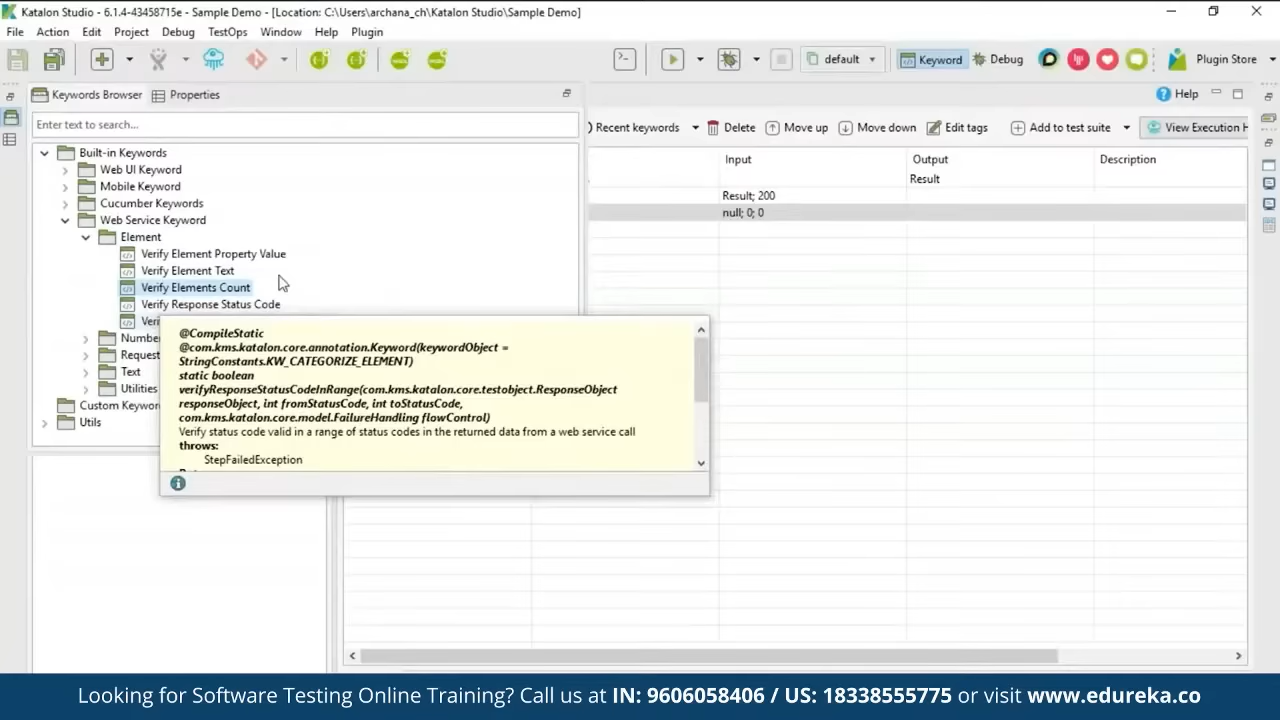 Katalon Studio - 6.1.4-43458715e - Sample Demo - [Location: C:\Users\archana_ch\Katalon Studio\Sample Demo]
File Action Edit Project Debug TestOps Window Help Plugin
default Keyword Debug Plugin Store
Keywords Browser Properties Help
Enter text to search...
Recent keywords Delete Move up Move down Edit tags Add to test suite View Execution H
Built-in Keywords
Web UI Keyword
Mobile Keyword
Cucumber Keywords
Web Service Keyword
Element
Verify Element Property Value
Verify Element Text
Verify Elements Count
Verify Response Status Code
Veri
Number
Request
Text
Utilities
Custom Keywor
Utils
Input Output Description
Result
Result; 200
null; 0; 0
@CompileStatic
@com.kms.katalon.core.annotation.Keyword(keywordObject =
StringConstants.KW_CATEGORIZE_ELEMENT)
static boolean
verifyResponseStatusCodeInRange(com.kms.katalon.core.testobject.ResponseObject
responseObject, int fromStatusCode, int toStatusCode,
com.kms.katalon.core.model.FailureHandling flowControl)
Verify status code valid in a range of status codes in the returned data from a web service call
throws:
StepFailedException
Looking for Software Testing Online Training? Call us at IN: 9606058406 / US: 18338555775 or visit www.edureka.co